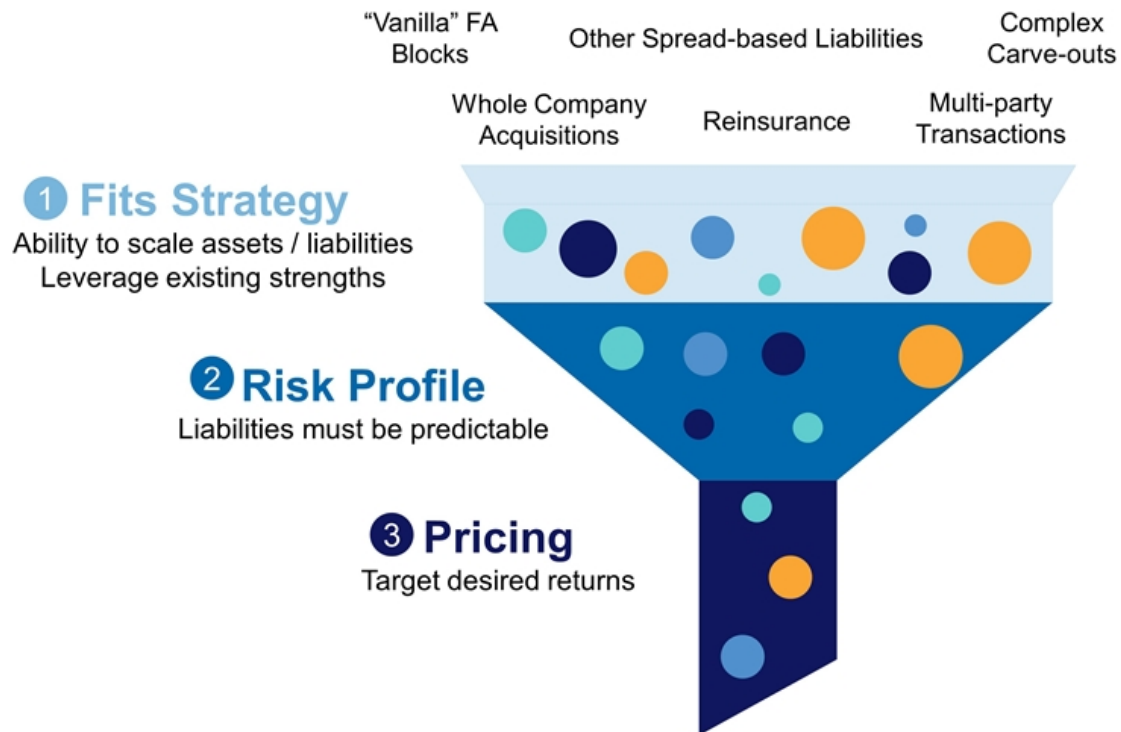 “Vanilla” FA
Blocks
Other Spread-based Liabilities
Complex
Carve-outs
Whole Company
Acquisitions
Reinsurance
Multi-party
Transactions
1 Fits Strategy
Ability to scale assets / liabilities
Leverage existing strengths
2 Risk Profile
Liabilities must be predictable
3 Pricing
Target desired returns